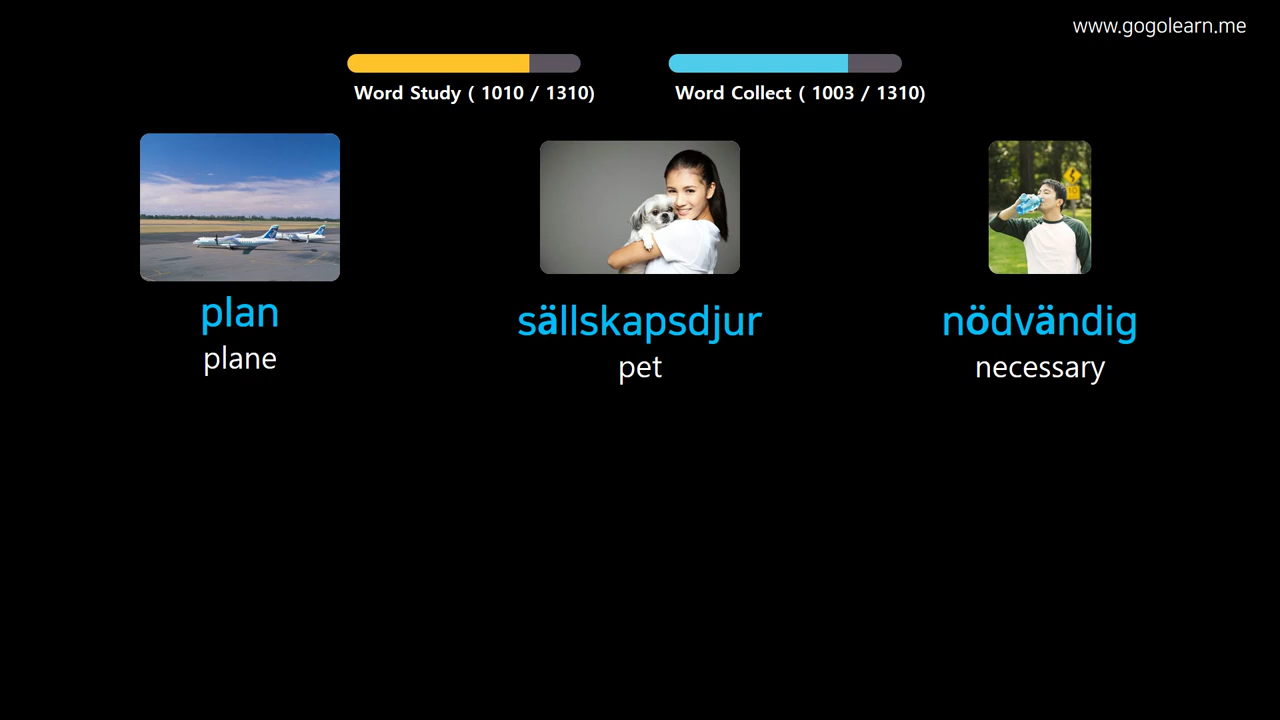 www.gogolearn.me
Word Study ( 1010 / 1310)
Word Collect ( 1003 / 1310)
plan
plane
sällskapsdjur
pet
nödvändig
necessary